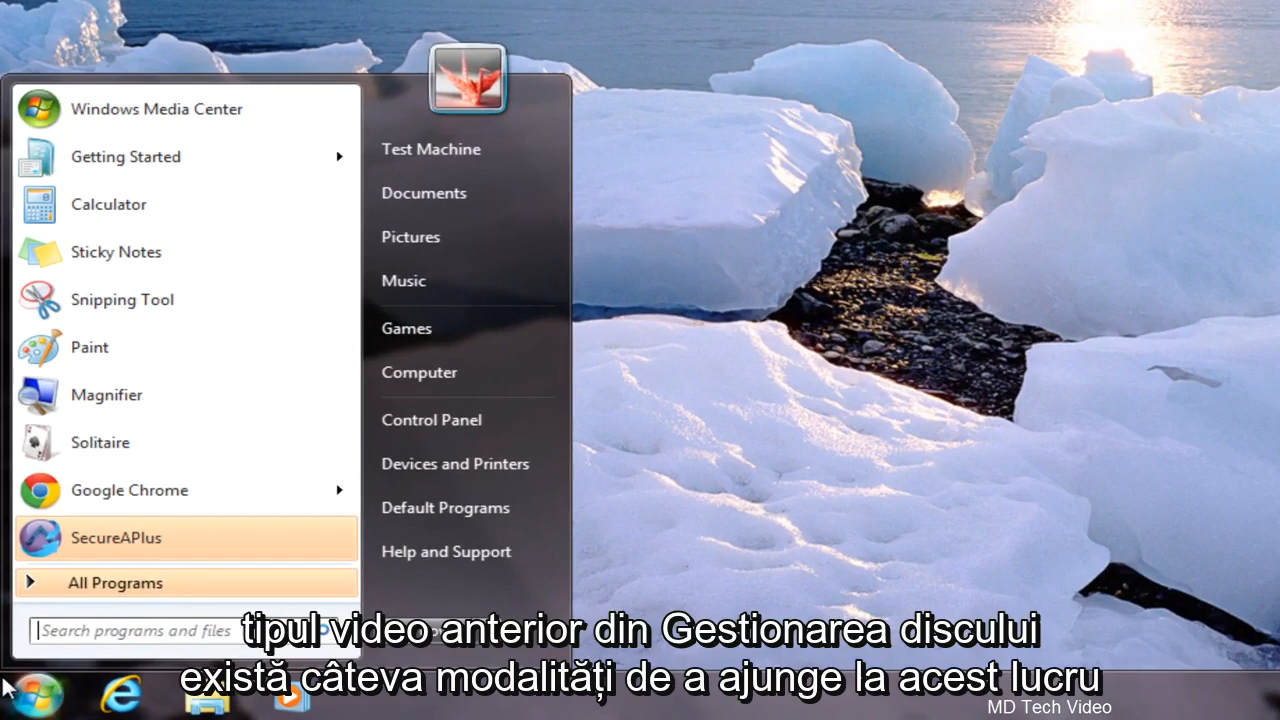 Windows Media Center
Getting Started
Calculator
Sticky Notes
Snipping Tool
Paint
Magnifier
Solitaire
Google Chrome
SecureAPlus
All Programs
Search programs and files
Test Machine
Documents
Pictures
Music
Games
Computer
Control Panel
Devices and Printers
Default Programs
Help and Support
tipul video anterior din Gestionarea discului
există câteva modalități de a ajunge la acest lucru
MD Tech Video